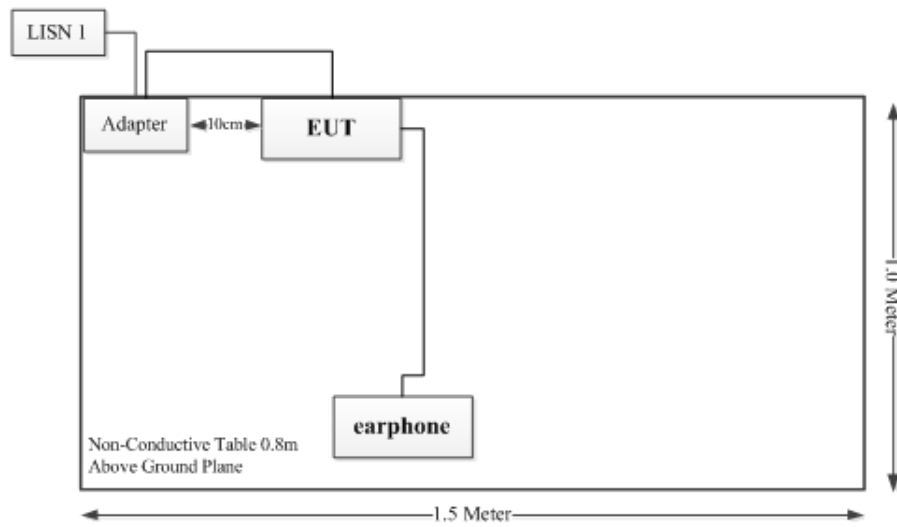 LISN 1
Adapter
10cm
EUT
1.0 Meter
earphone
Non-Conductive Table 0.8m
Above Ground Plane
1.5 Meter